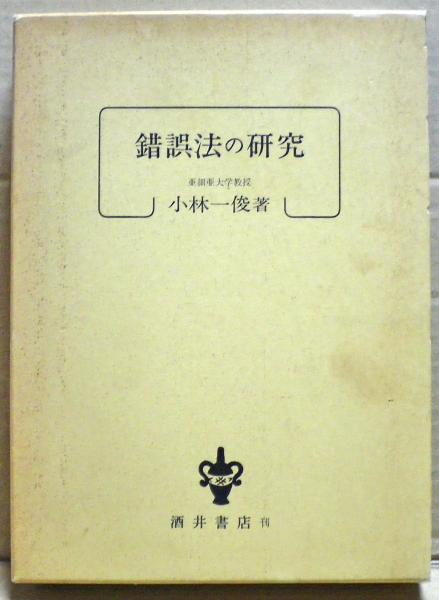 錯誤法の研究
亜細亜大学教授
小林一俊著
酒井書店 刊